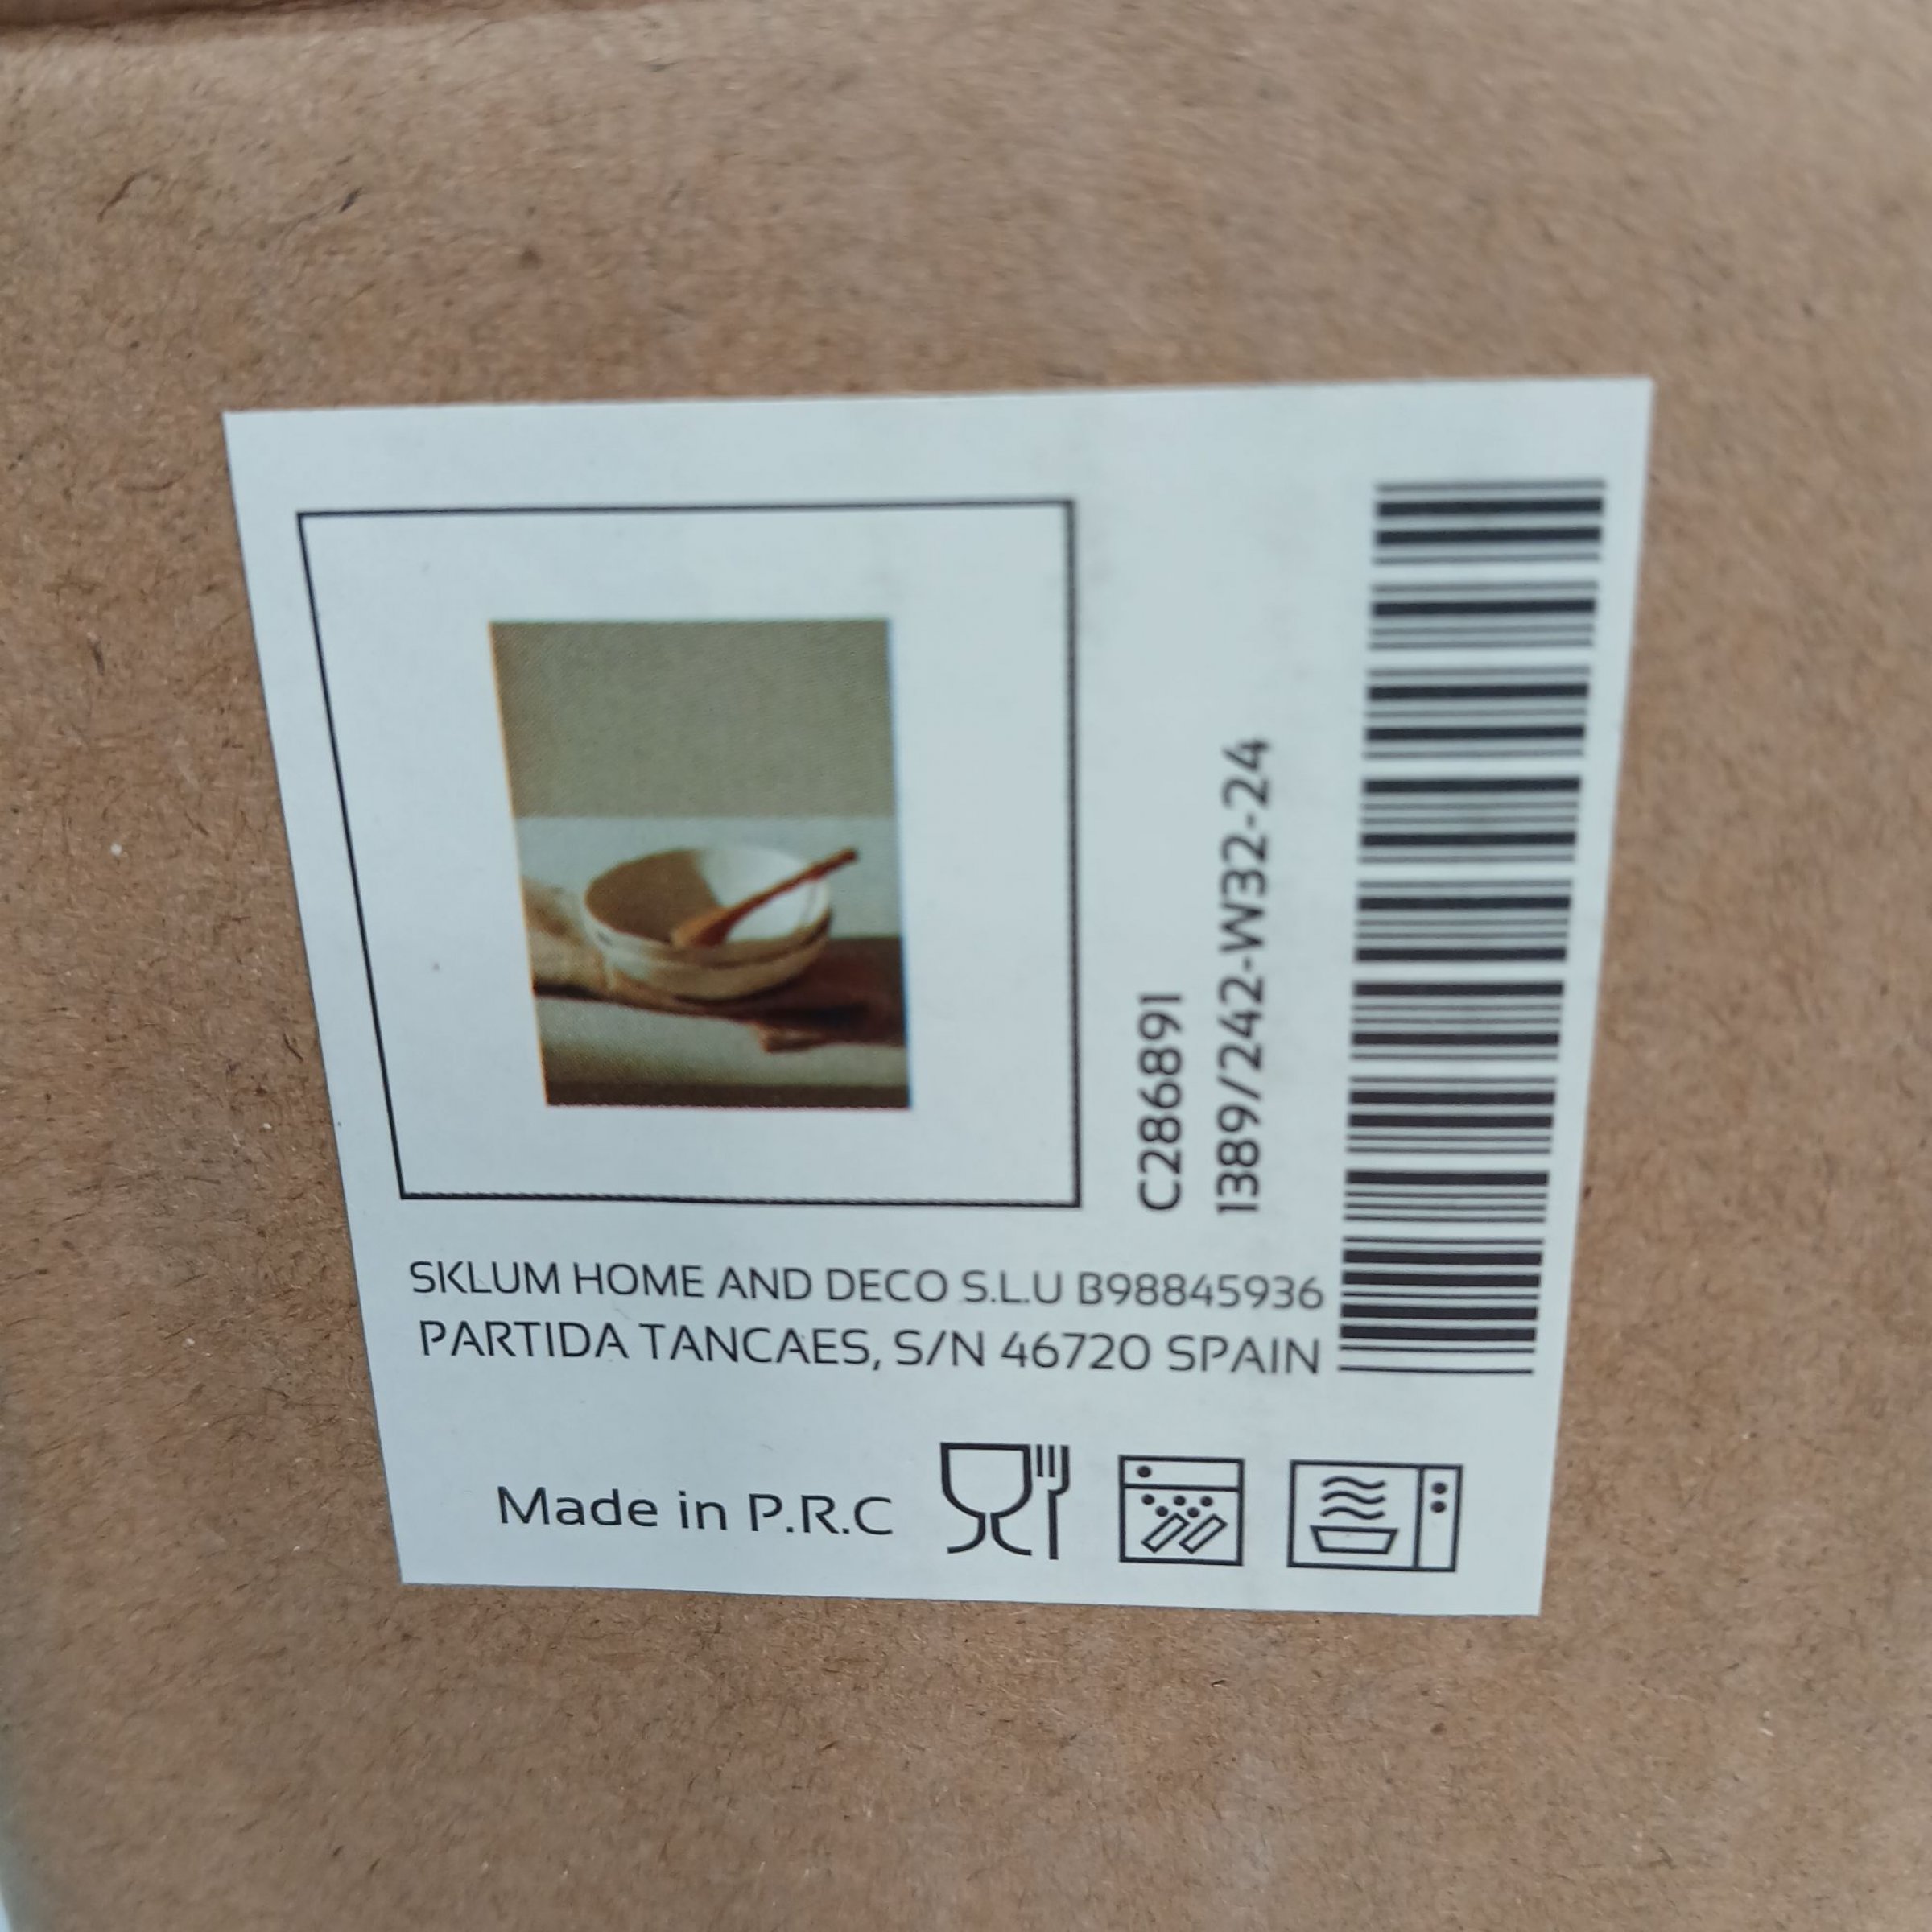 C286891
1389/242-W32-24
SKLUM HOME AND DECO S.L.U B98845936
PARTIDA TANCAES, S/N 46720 SPAIN
Made in P.R.C